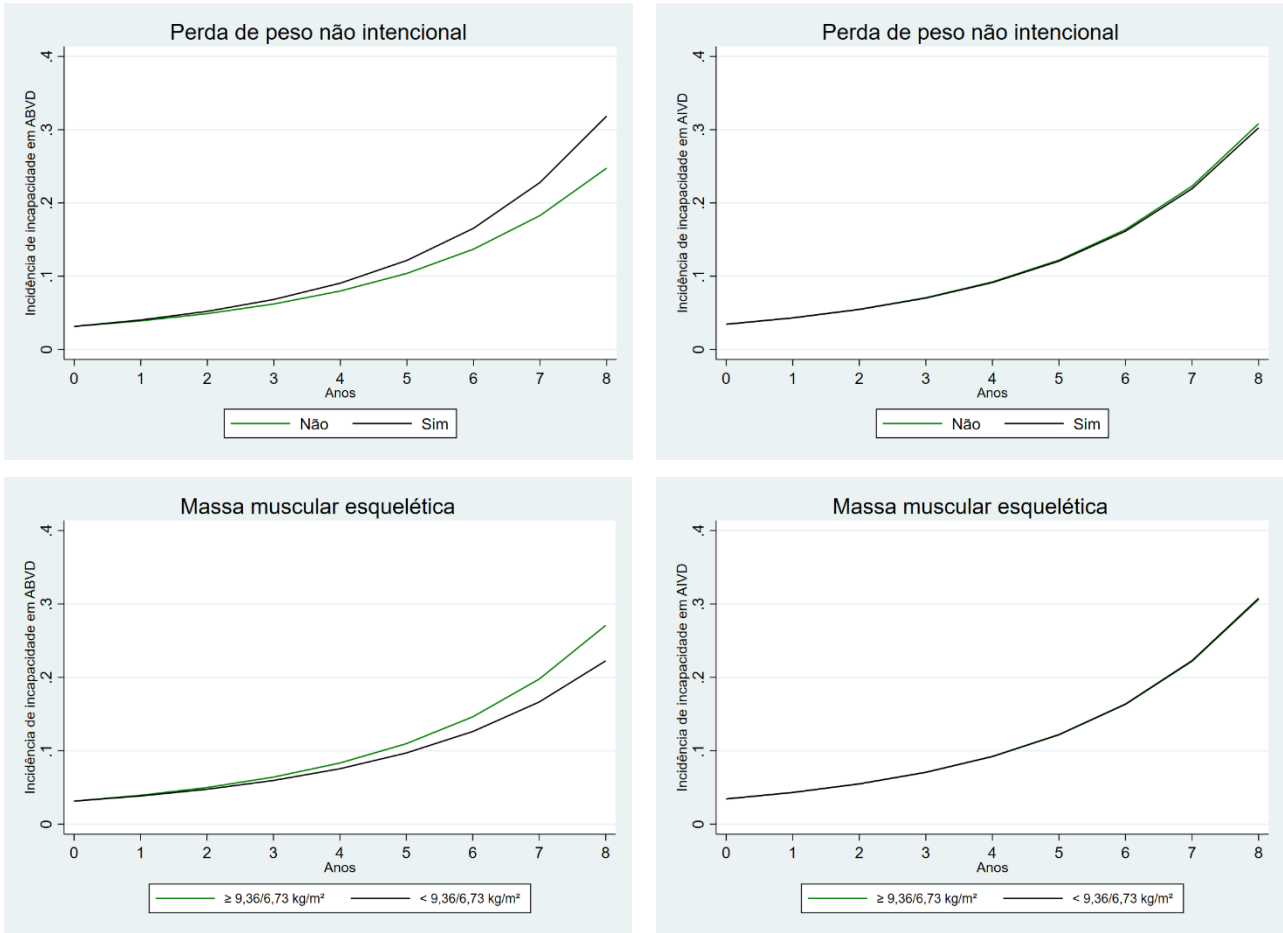 Perda de peso não intencional
Incidência de incapacidade em ABVD
.4
.3
.2
.1
0
0 1 2 3 4 5 6 7 8
Anos
Não Sim
Perda de peso não intencional
Incidência de incapacidade em AIVD
.4
.3
.2
.1
0
0 1 2 3 4 5 6 7 8
Anos
Não Sim
Massa muscular esquelética
Incidência de incapacidade em ABVD
.4
.3
.2
.1
0
0 1 2 3 4 5 6 7 8
Anos
≥ 9,36/6,73 kg/m² < 9,36/6,73 kg/m²
Massa muscular esquelética
Incidência de incapacidade em AIVD
.4
.3
.2
.1
0
0 1 2 3 4 5 6 7 8
Anos
≥ 9,36/6,73 kg/m² < 9,36/6,73 kg/m²